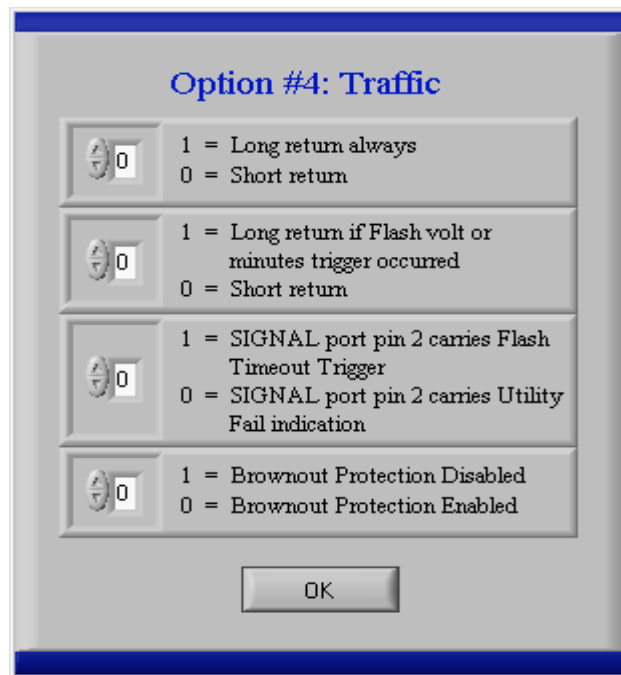 Option #4: Traffic
0
1 = Long return always
0 = Short return
0
1 = Long return if Flash volt or
minutes trigger occurred
0 = Short return
0
1 = SIGNAL port pin 2 carries Flash
Timeout Trigger
0 = SIGNAL port pin 2 carries Utility
Fail indication
0
1 = Brownout Protection Disabled
0 = Brownout Protection Enabled
OK